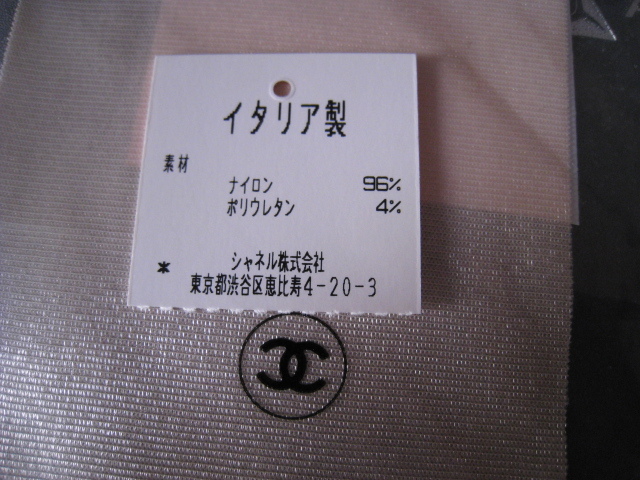 イタリア製
素材
ナイロン 96%
ポリウレタン 4%
シャネル株式会社
* 東京都渋谷区恵比寿4-20-3